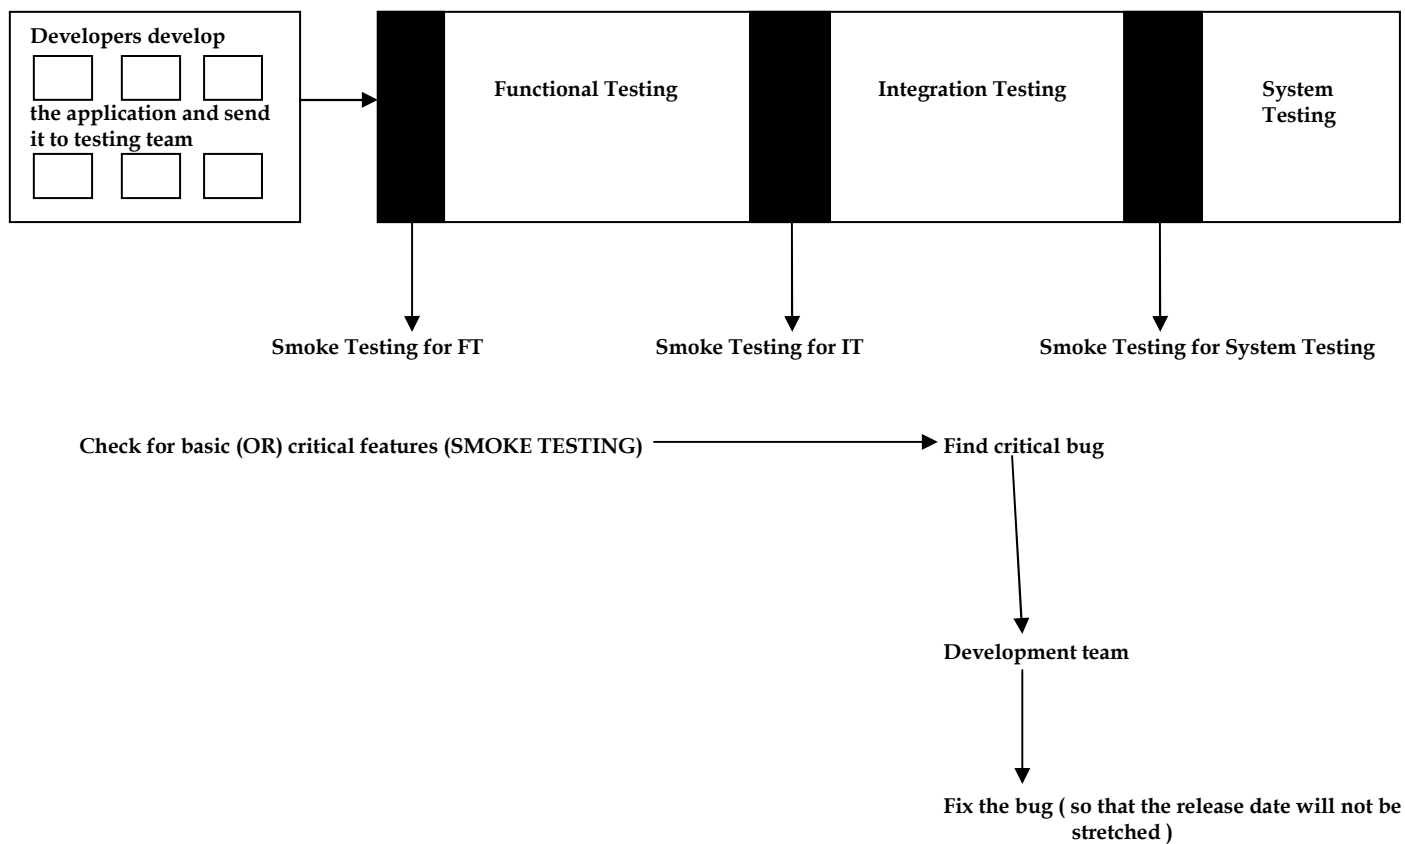 Developers develop
the application and send
it to testing team
Functional Testing
Integration Testing
System
Testing
Smoke Testing for FT
Smoke Testing for IT
Smoke Testing for System Testing
Check for basic (OR) critical features (SMOKE TESTING)
Find critical bug
Development team
Fix the bug ( so that the release date will not be
stretched )